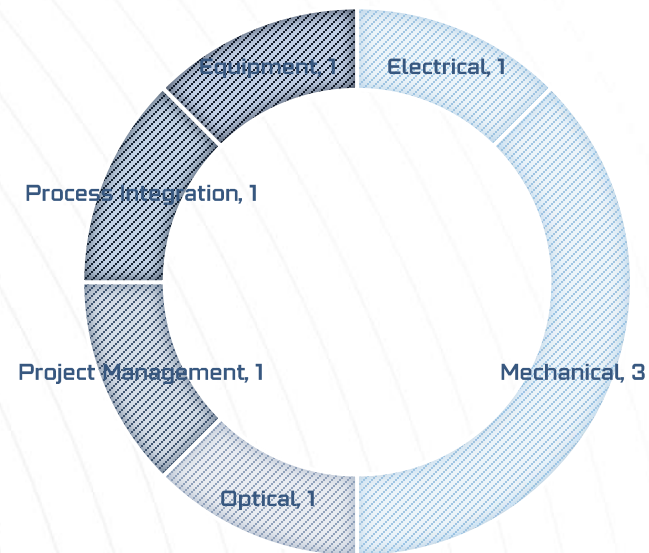 Equipment, 1
Electrical, 1
Process Integration, 1
Project Management, 1
Mechanical, 3
Optical, 1